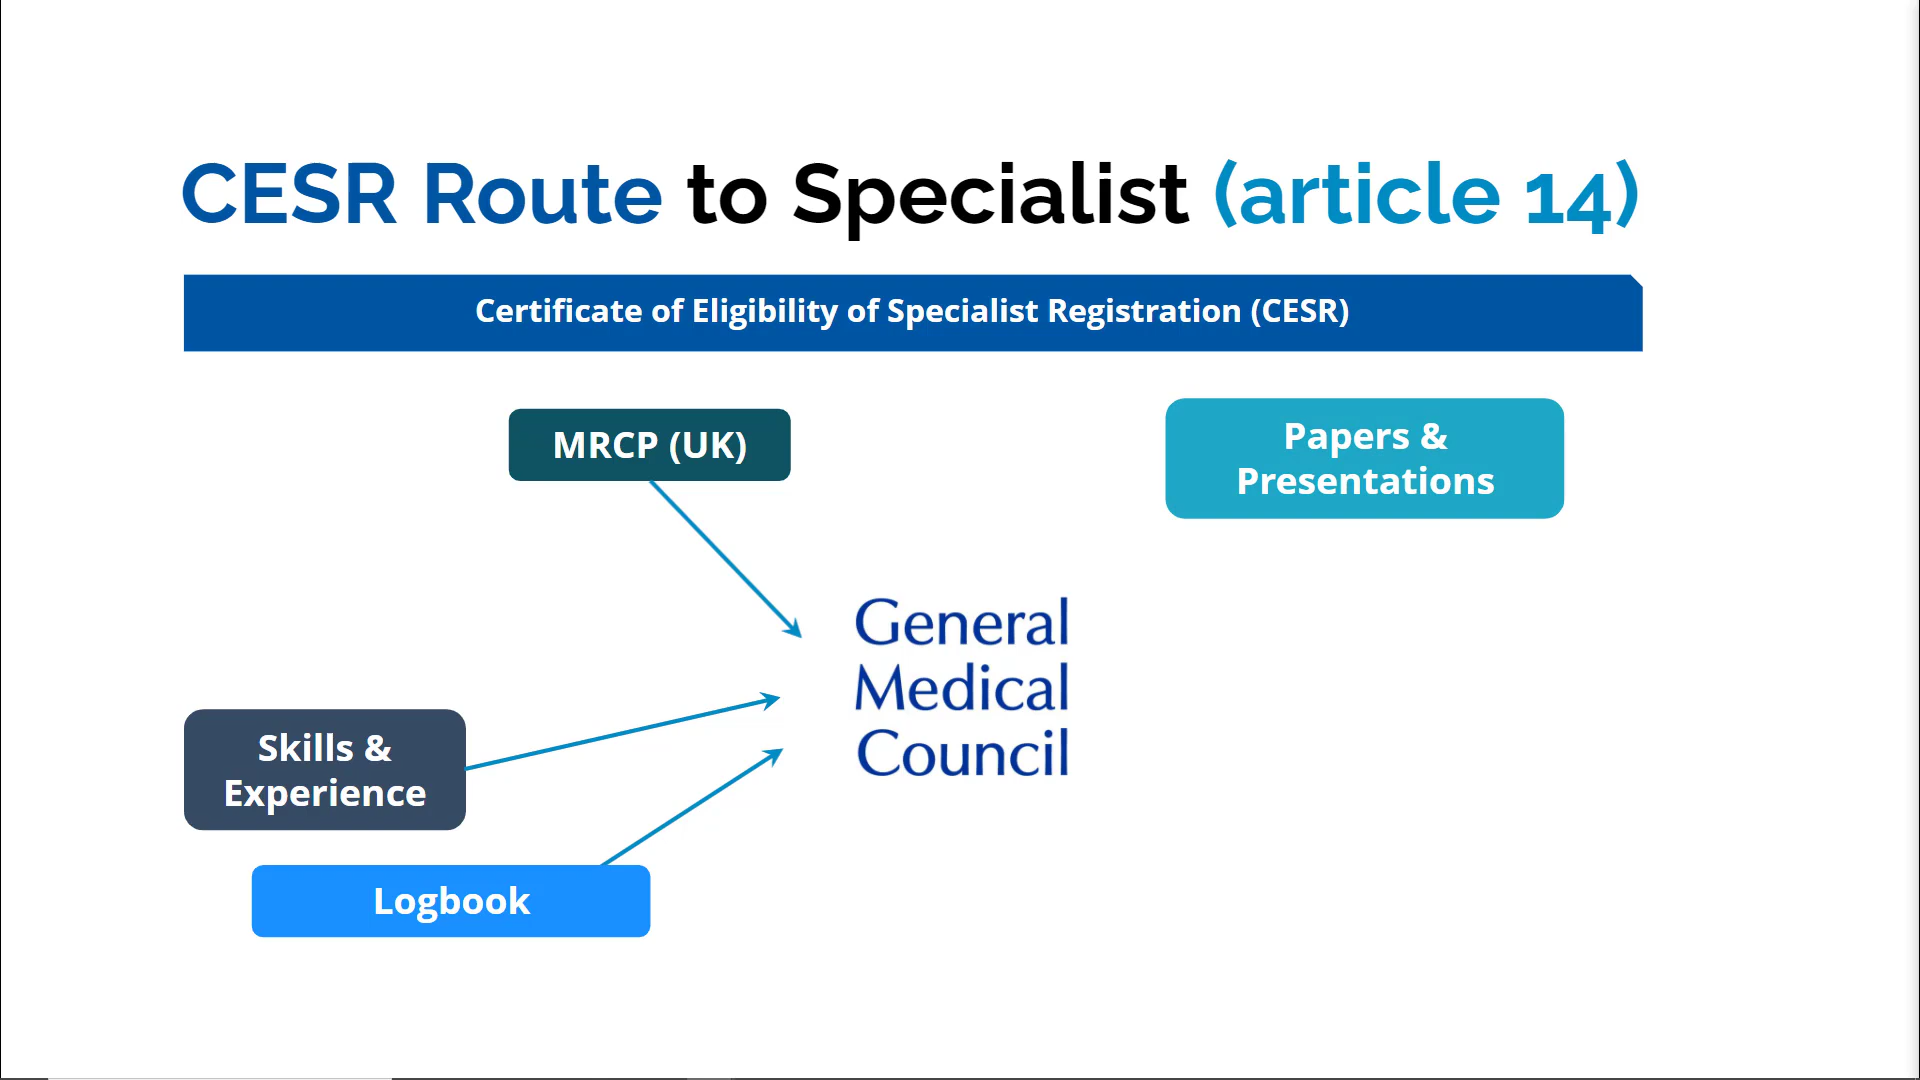 CESR Route to Specialist (article 14)
Certificate of Eligibility of Specialist Registration (CESR)
MRCP (UK)
Papers &
Presentations
General
Medical
Council
Skills &
Experience
Logbook